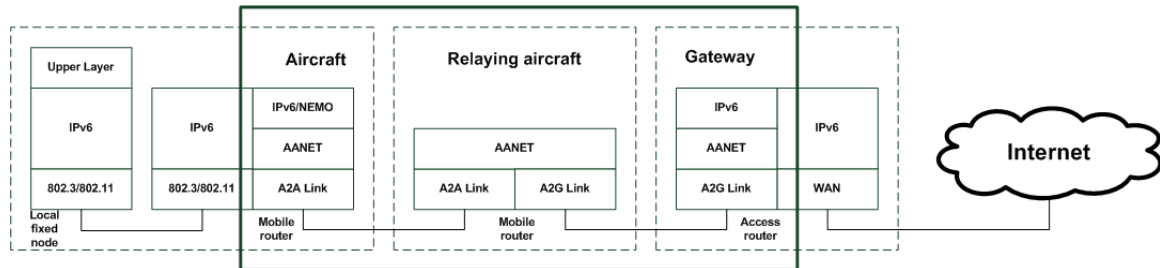 Aircraft
Upper Layer
IPv6
802.3/802.11
Local
fixed
node
IPv6
802.3/802.11
IPv6/NEMO
AANET
A2A Link
Mobile
router
Relaying aircraft
AANET
A2A Link
A2G Link
Mobile
router
Gateway
IPv6
AANET
A2G Link
IPv6
WAN
Access
router
Internet